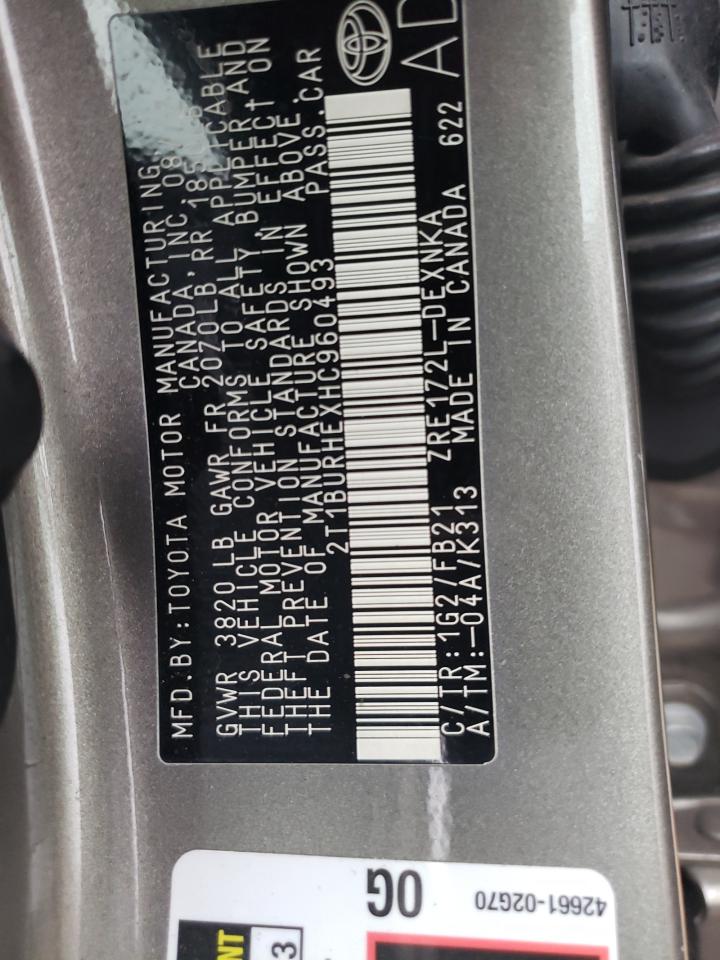 MFD.BY:TOYOTA MOTOR MANUFACTURING
CANADA,INC.08
GVWR 3820 LB GAWR FR 2070LB,RR 185
THIS VEHICLE CONFORMS TO ALL APPLICABLE
FEDERAL MOTOR VEHICLE SAFETY, BUMPER, AND
THEFT PREVENTION STANDARDS IN EFFECT ON
THE DATE OF MANUFACTURE SHOWN ABOVE.
2T1BURHEXHC960493 PASS.CAR
C/TR:1G2/FB21 ZRE172L-DEXNKA
A/TM:-04A/K313 MADE IN CANADA 622
AD
0G
42661-02G70
NT
3